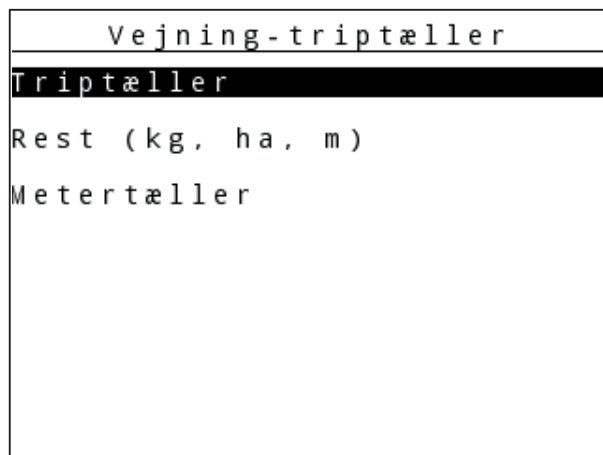 Vejning-triptæller
Triptæller
Rest (kg, ha, m)
Metertæller